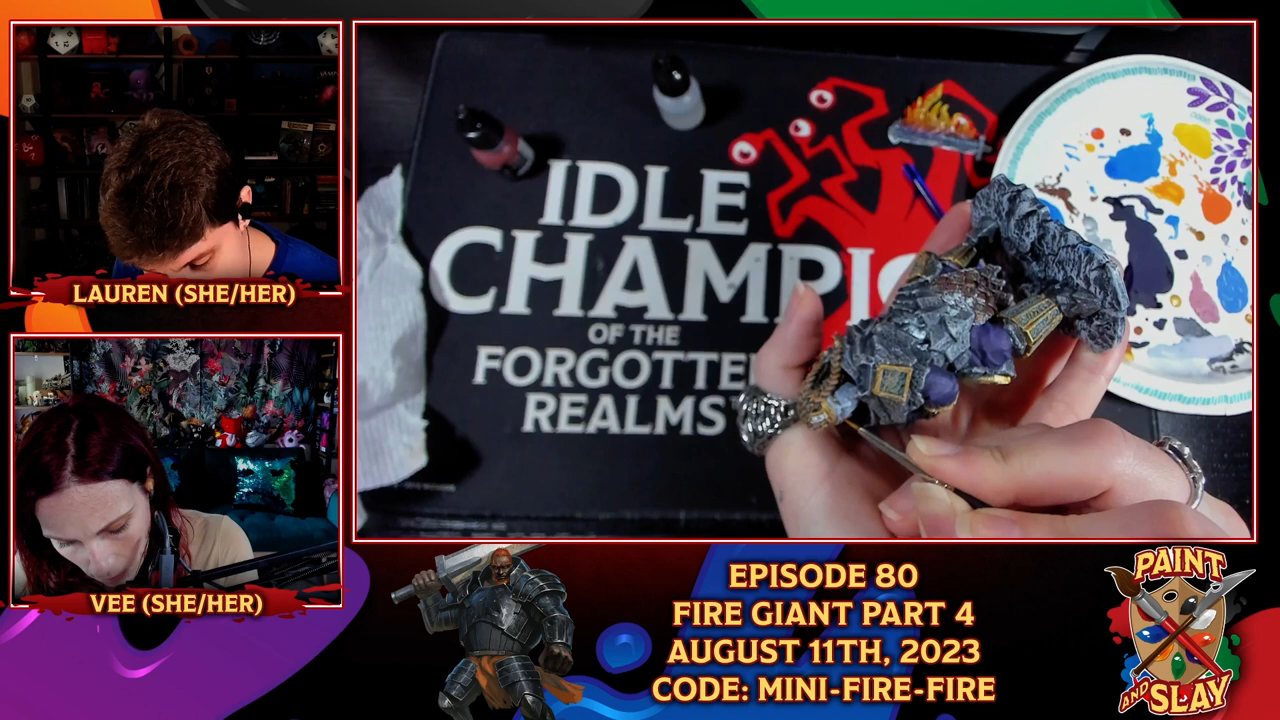 LAUREN (SHE/HER)
VEE (SHE/HER)
IDLE
CHAMPIO
OF THE
FORGOTTE
REALMS
EPISODE 80
FIRE GIANT PART 4
AUGUST 11TH, 2023
CODE: MINI-FIRE-FIRE
PAINT
AND SLAY